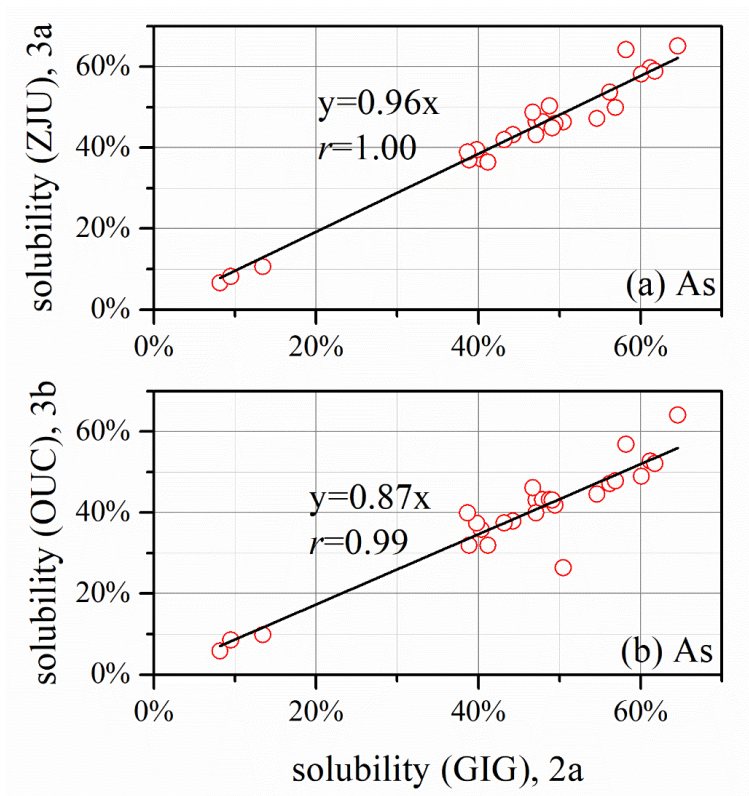 solubility (ZJU), 3a
60%
40%
20%
0%
y=0.96x
r=1.00
(a) As
0%
20%
40%
60%
solubility (OUC), 3b
60%
40%
20%
0%
y=0.87x
r=0.99
(b) As
0%
20%
40%
60%
solubility (GIG), 2a